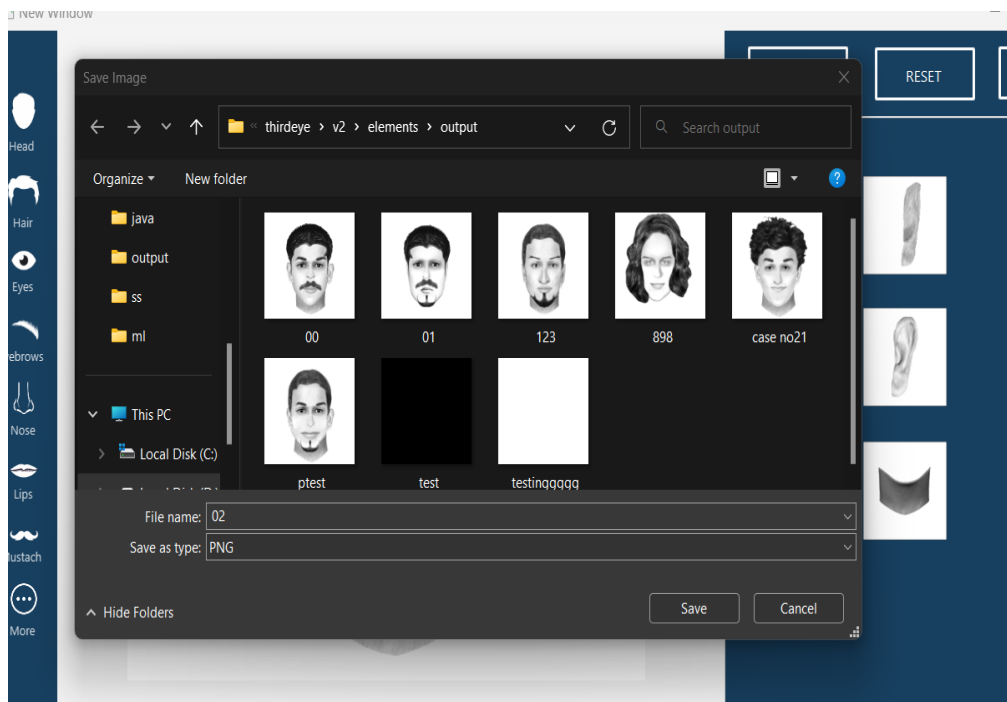 New Window
Save Image
RESET
« thirdeye › v2 › elements › output
Search output
Organize
New folder
Head
Hair
Eyes
ebrows
Nose
Lips
ustach
More
java
output
ss
ml
This PC
Local Disk (C:)
00
01
123
898
case no21
ptest
test
testingggg
File name: 02
Save as type: PNG
Hide Folders
Save
Cancel